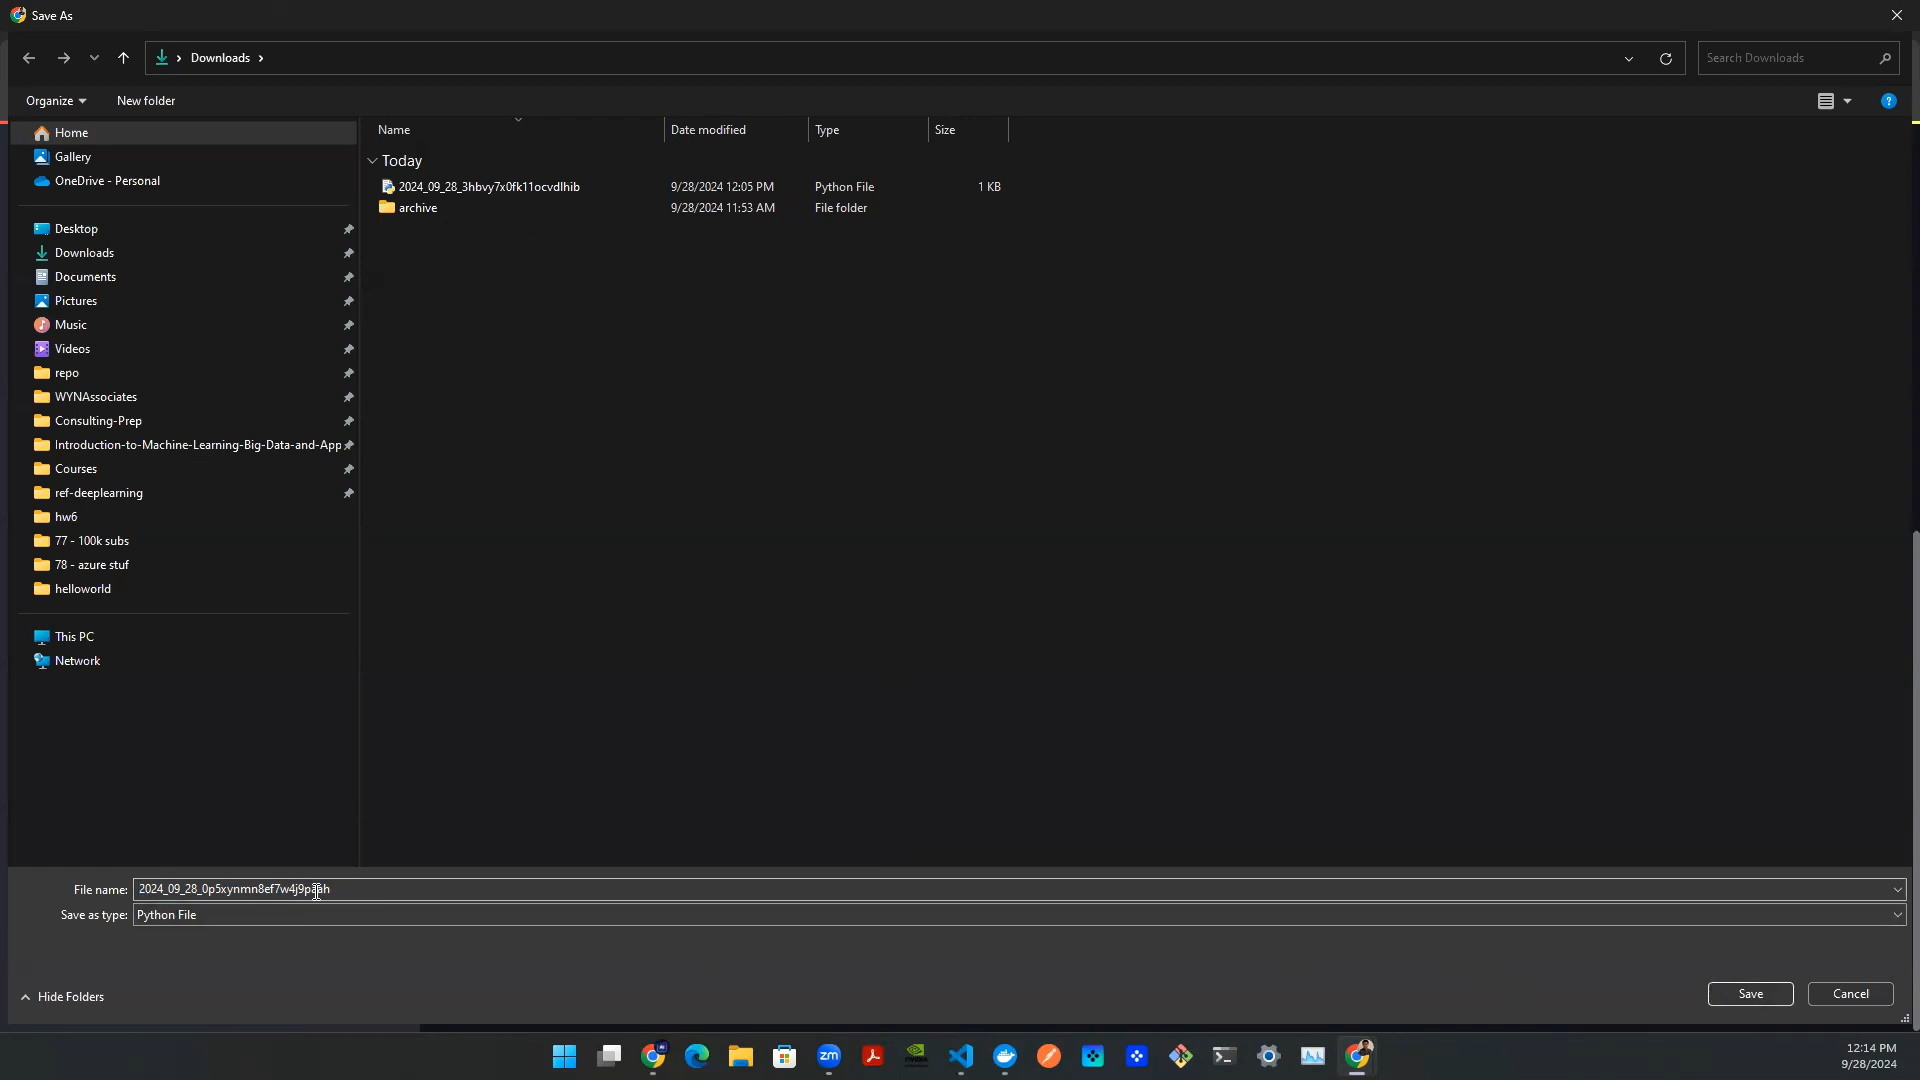 Save As
Downloads
Search Downloads
Organize
New folder
Home
Gallery
OneDrive - Personal
Desktop
Downloads
Documents
Pictures
Music
Videos
repo
WYNAssociates
Consulting-Prep
Introduction-to-Machine-Learning-Big-Data-and-App
Courses
ref-deeplearning
hw6
77 - 100k subs
78 - azure stuf
helloworld
This PC
Network
Name Date modified Type Size
Today
2024_09_28_3hbvy7x0fk11ocvdlhib 9/28/2024 12:05 PM Python File 1 KB
archive 9/28/2024 11:53 AM File folder
File name:
Save as type: Python File
Hide Folders
Save Cancel
zm
12:14 PM
9/28/2024